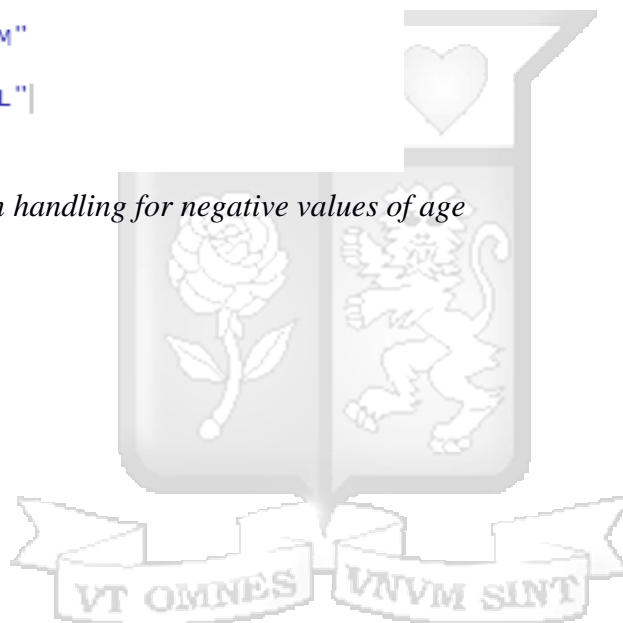 M"
L"
n handling for negative values of age
VT OMNES VNVM SINT